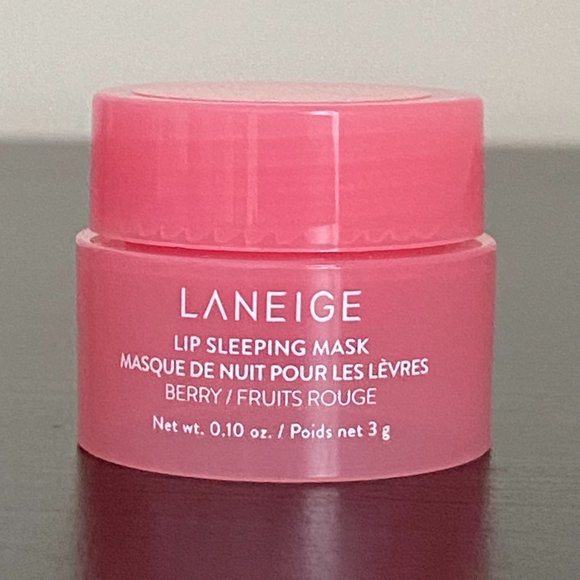 LANEIGE
LIP SLEEPING MASK
MASQUE DE NUIT POUR LES LÈVRES
BERRY / FRUITS ROUGE
Net wt. 0.10 oz. / Poids net 3 g